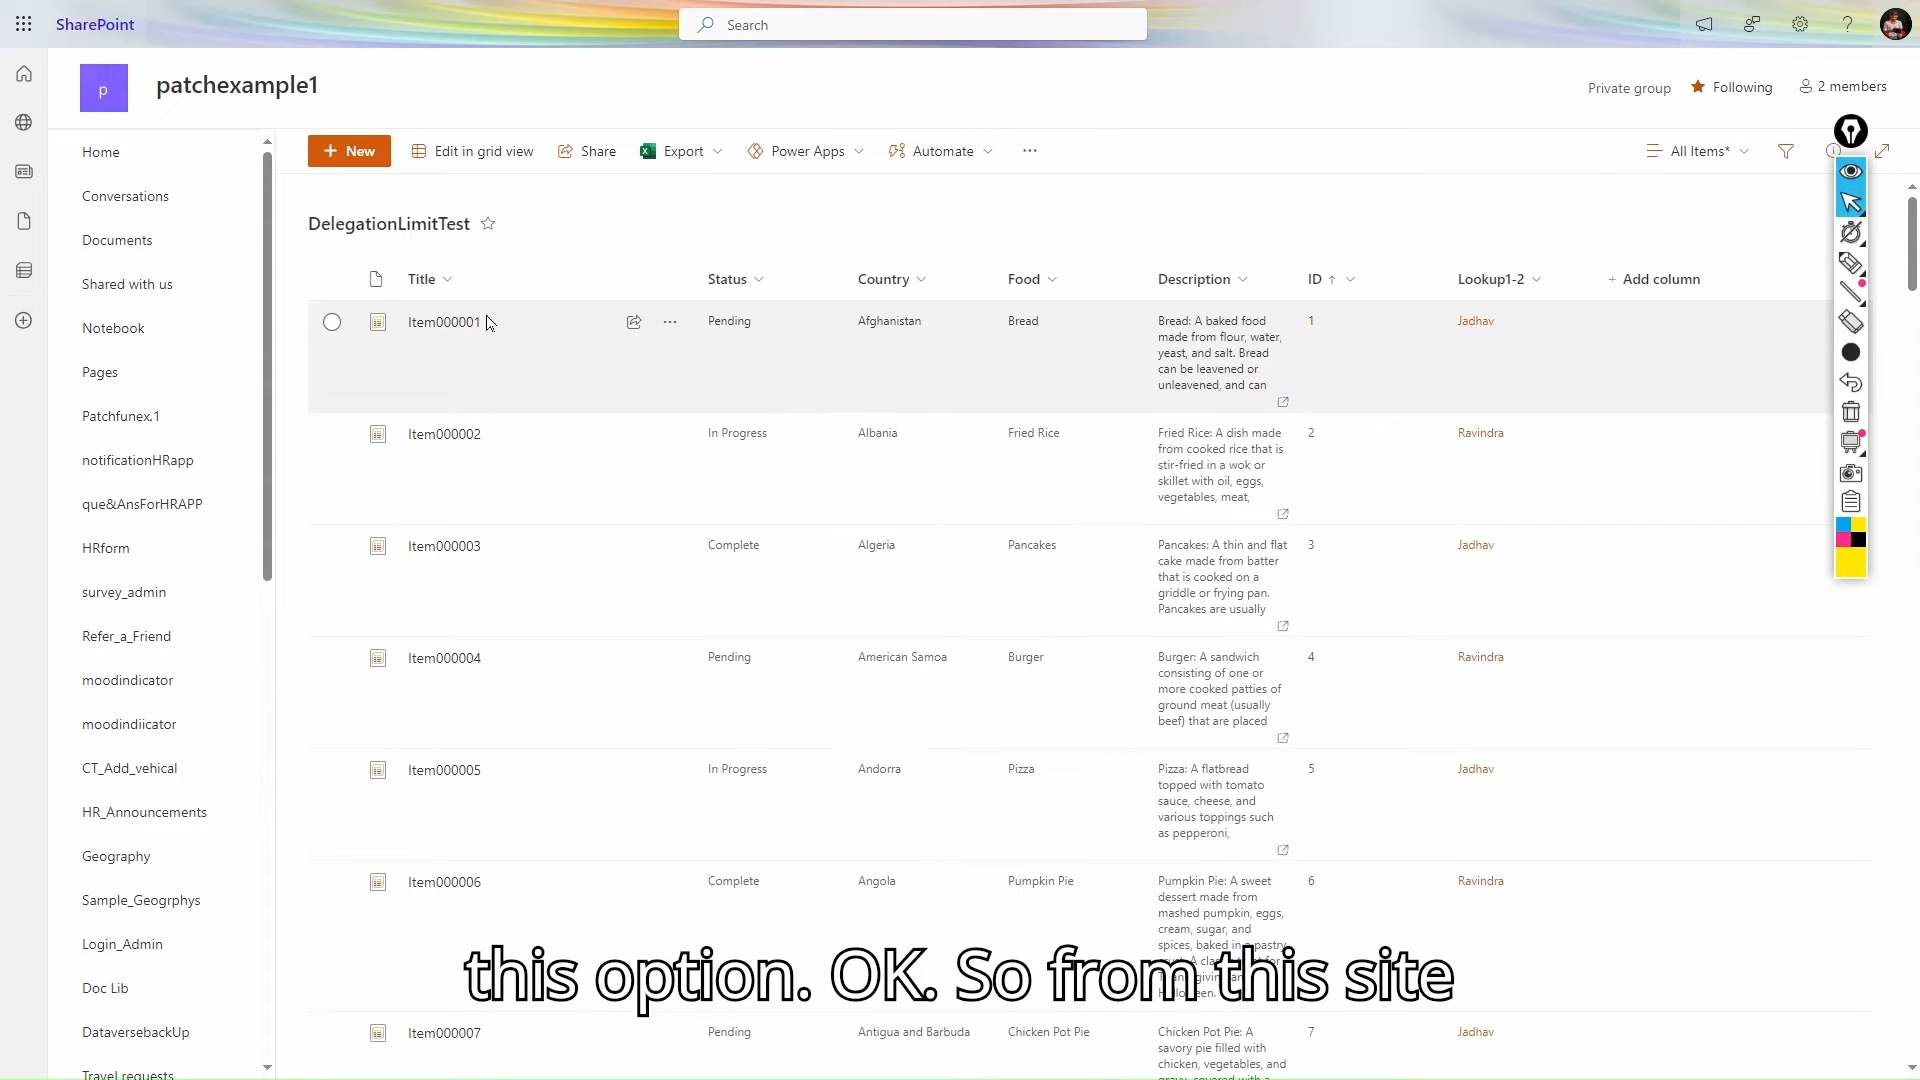 SharePoint
Search
p
patchexample1
Private group
Following
2 members
Home
Conversations
Documents
Shared with us
Notebook
Pages
Patchfunex.1
notificationHRapp
que&AnsForHRAPP
HRform
survey_admin
Refer_a_Friend
moodindicator
moodindiicator
CT_Add_vehical
HR_Announcements
Geography
Sample_Geogrphys
Login_Admin
Doc Lib
DataversebackUp
Travel requests
+ New
Edit in grid view
Share
Export
Power Apps
Automate
...
All Items*
DelegationLimitTest
Title
Status
Country
Food
Description
ID ↑
Lookup1-2
+ Add column
Item000001
Pending
Afghanistan
Bread
Bread: A baked food
made from flour, water,
yeast, and salt. Bread
can be leavened or
unleavened, and can
1
Jadhav
Item000002
In Progress
Albania
Fried Rice
Fried Rice: A dish made
from cooked rice that is
stir-fried in a wok or
skillet with oil, eggs,
vegetables, meat,
2
Ravindra
Item000003
Complete
Algeria
Pancakes
Pancakes: A thin and flat
cake made from batter
that is cooked on a
griddle or frying pan.
Pancakes are usually
3
Jadhav
Item000004
Pending
American Samoa
Burger
Burger: A sandwich
consisting of one or
more cooked patties of
ground meat (usually
beef) that are placed
4
Ravindra
Item000005
In Progress
Andorra
Pizza
Pizza: A flatbread
topped with tomato
sauce, cheese, and
various toppings such
as pepperoni,
5
Jadhav
Item000006
Complete
Angola
Pumpkin Pie
Pumpkin Pie: A sweet
dessert made from
mashed pumpkin, eggs,
cream, sugar, and
spices, baked in a pastry
6
Ravindra
Item000007
Pending
Antigua and Barbuda
Chicken Pot Pie
Chicken Pot Pie: A
savory pie filled with
chicken, vegetables, and
7
Jadhav
this option. OK. So from this site